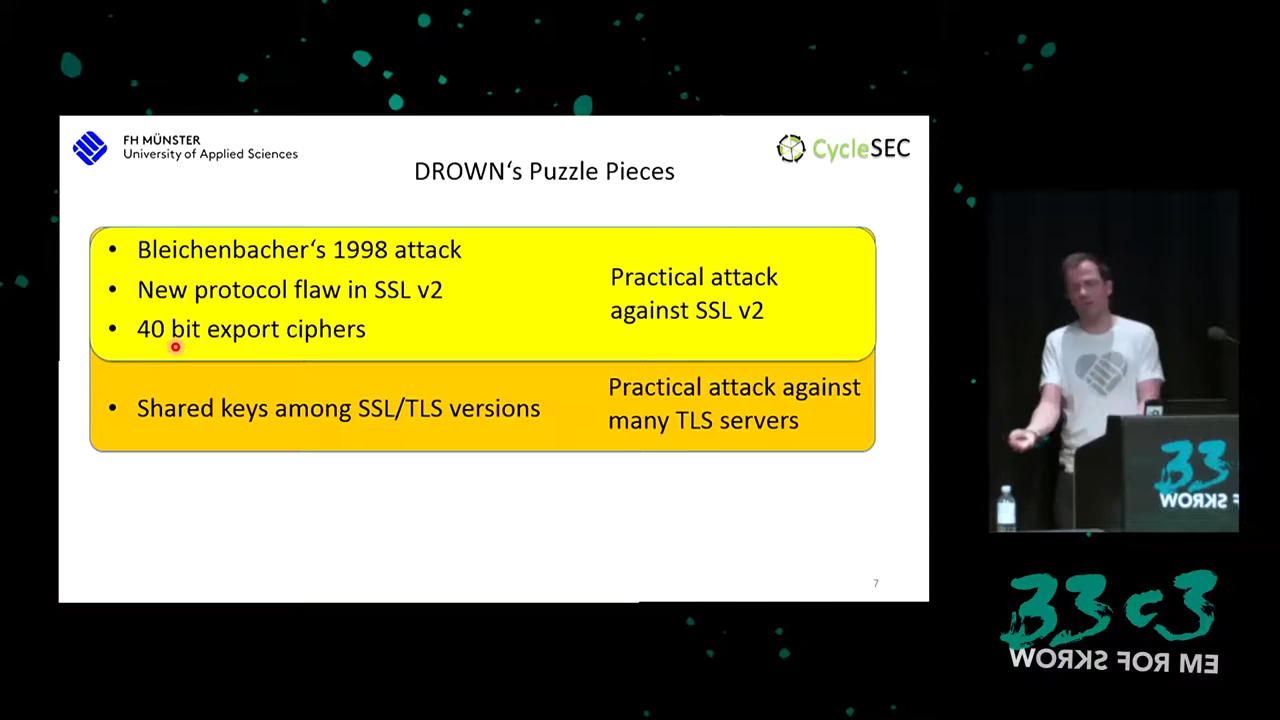 FH MÜNSTER
University of Applied Sciences
CycleSEC
DROWN‘s Puzzle Pieces
• Bleichenbacher‘s 1998 attack
• New protocol flaw in SSL v2
• 40 bit export ciphers
Practical attack
against SSL v2
• Shared keys among SSL/TLS versions
Practical attack against
many TLS servers
7
33
WORKS F
33C3
WORKS FOR ME